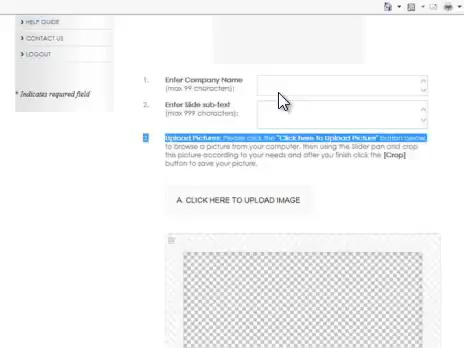 HELP GUIDE
CONTACT US
LOGOUT
* Indicates required field
1. Enter Company Name
(max 99 characters):
2. Enter Slide sub-text
(max 999 characters):
3. Upload Pictures: Please click the "Click here to Upload Picture" button below
to browse a picture from your computer, then using the Slider pan and crop
this picture according to your needs and after you finish click the [Crop]
button to save your picture.
A. CLICK HERE TO UPLOAD IMAGE